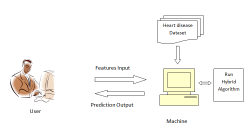 Heart disease
Dataset
Features Input
Run
Hybrid
Algorithm
Prediction Output
User
Machine